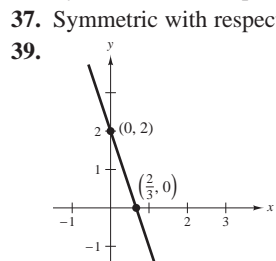 37. Symmetric with respec
39.
y
2 (0, 2)
1 (2/3, 0)
−1 2 3 x
−1